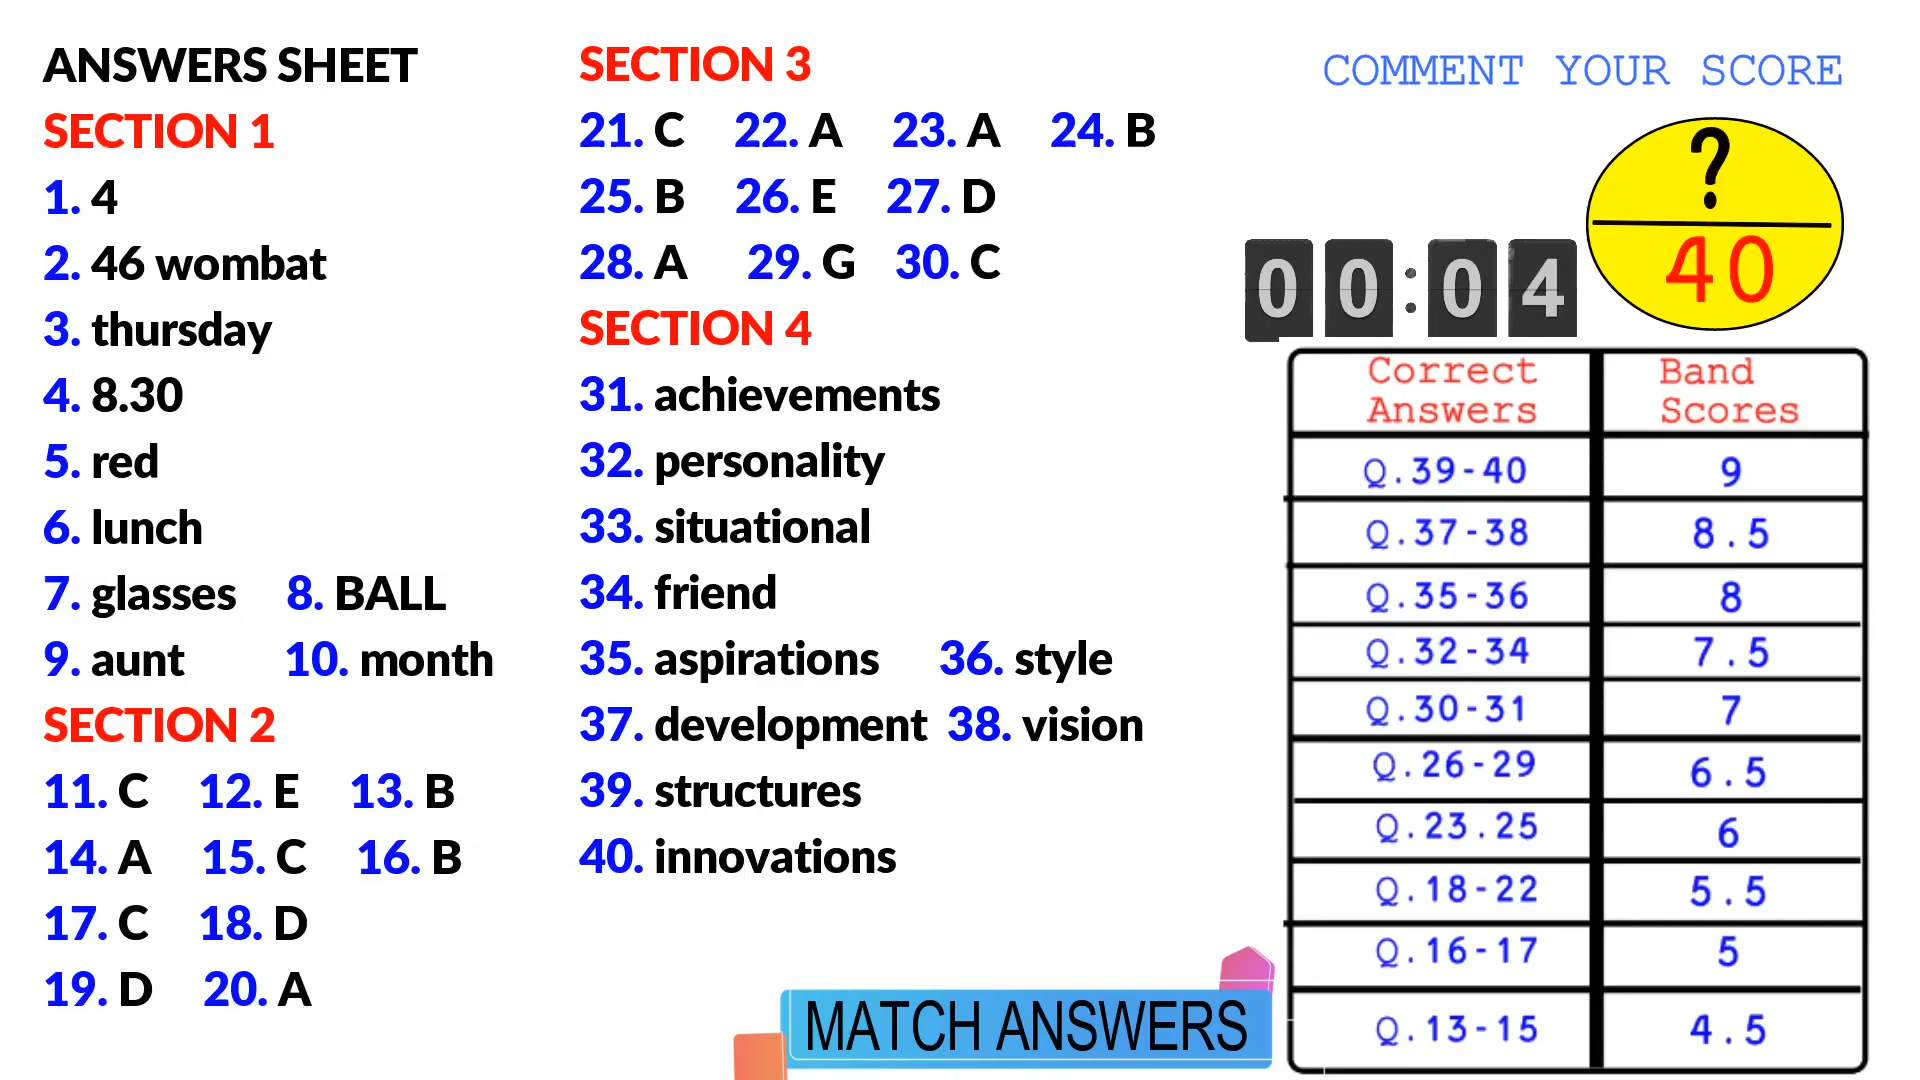 ANSWERS SHEET
SECTION 1
1. 4
2. 46 wombat
3. thursday
4. 8.30
5. red
6. lunch
7. glasses 8. BALL
9. aunt 10. month
SECTION 2
11. C 12. E 13. B
14. A 15. C 16. B
17. C 18. D
19. D 20. A
SECTION 3
21. C 22. A 23. A 24. B
25. B 26. E 27. D
28. A 29. G 30. C
SECTION 4
31. achievements
32. personality
33. situational
34. friend
35. aspirations 36. style
37. development 38. vision
39. structures
40. innovations
MATCH ANSWERS
COMMENT YOUR SCORE
?
40
00:04
Correct Answers Band Scores
Q.39-40 9
Q.37-38 8.5
Q.35-36 8
Q.32-34 7.5
Q.30-31 7
Q.26-29 6.5
Q.23.25 6
Q.18-22 5.5
Q.16-17 5
Q.13-15 4.5